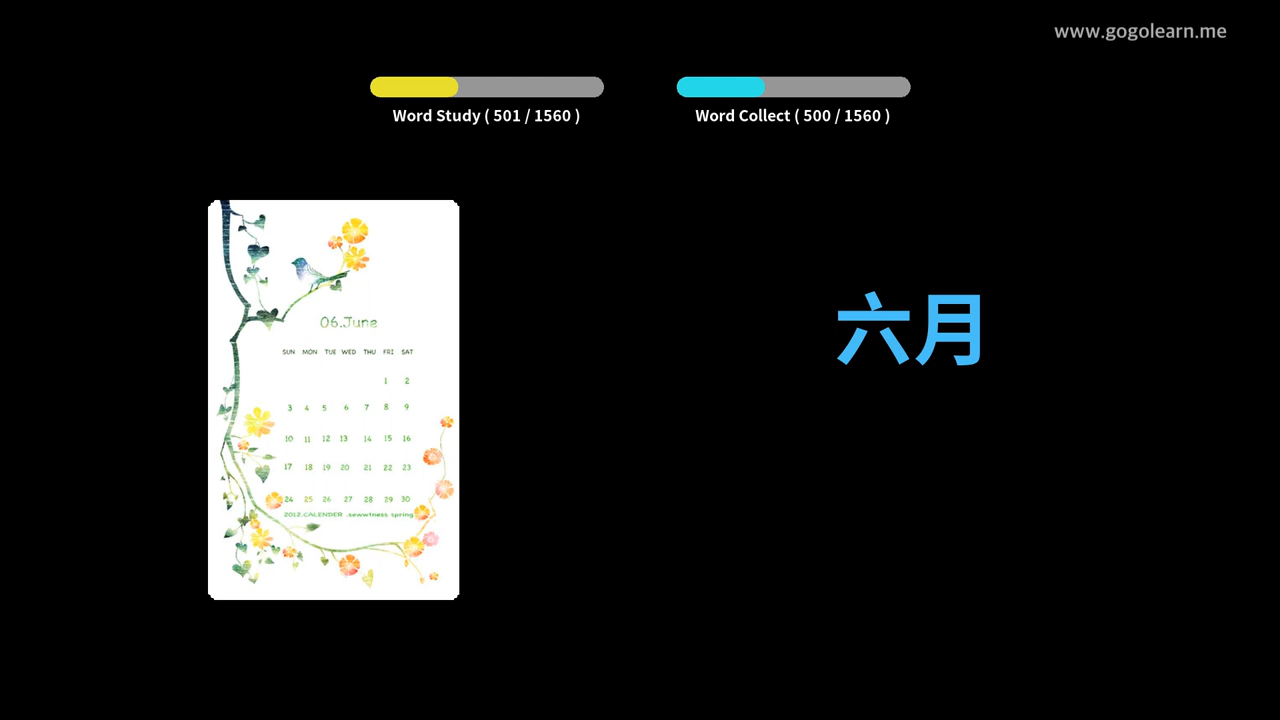 www.gogolearn.me
Word Study ( 501 / 1560 )
Word Collect ( 500 / 1560 )
06.June
SUN MON TUE WED THU FRI SAT
1 2
3 4 5 6 7 8 9
10 11 12 13 14 15 16
17 18 19 20 21 22 23
24 25 26 27 28 29 30
2012.CALENDER .sewwtness spring
六月